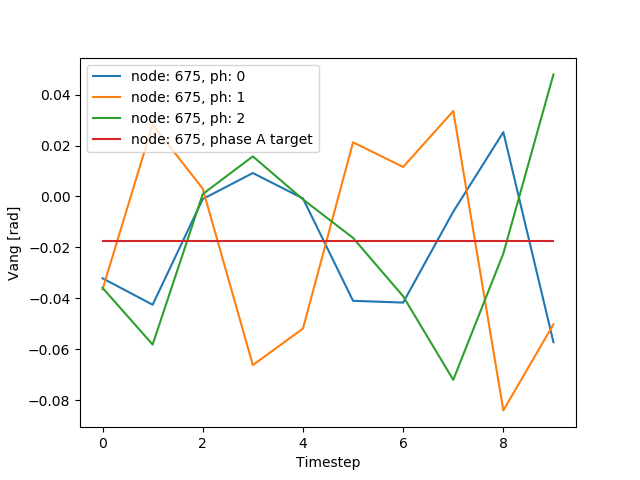 node: 675, ph: 0
node: 675, ph: 1
node: 675, ph: 2
node: 675, phase A target
0.04
0.02
0.00
−0.02
−0.04
−0.06
−0.08
Vang [rad]
0 2 4 6 8
Timestep